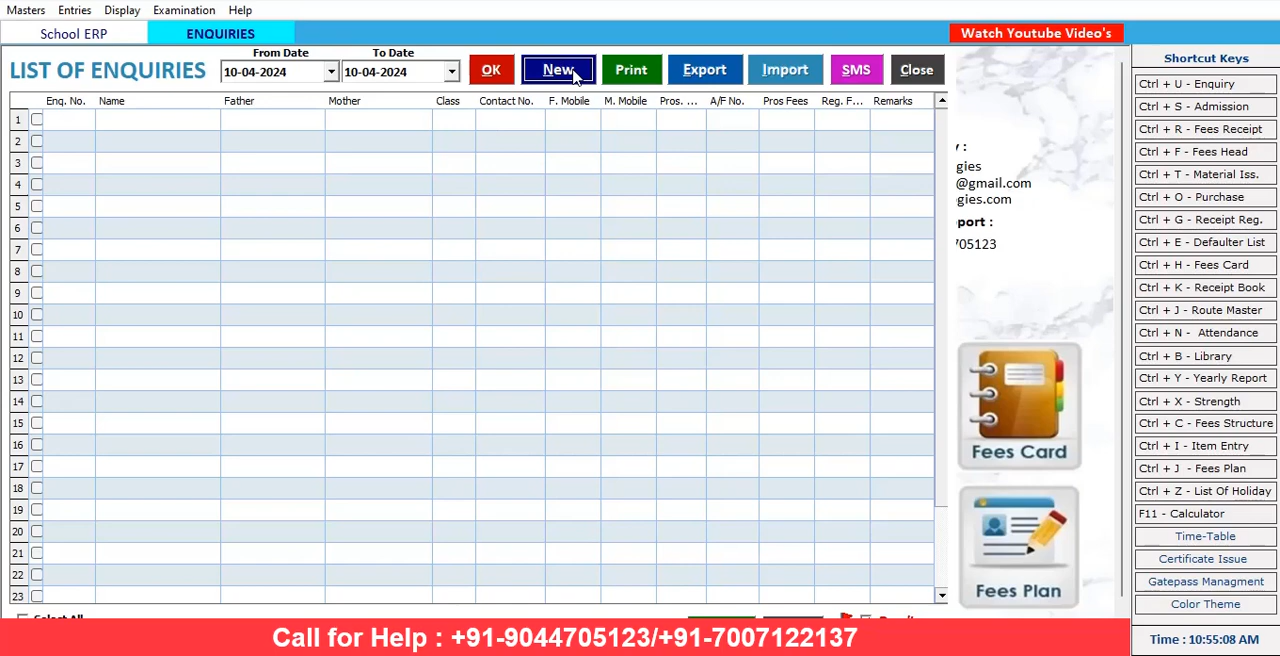 Masters Entries Display Examination Help
School ERP ENQUIRIES Watch Youtube Video's
LIST OF ENQUIRIES From Date To Date
10-04-2024 10-04-2024 OK New Print Export Import SMS Close
Enq. No. Name Father Mother Class Contact No. F. Mobile M. Mobile Pros. ... A/F No. Pros Fees Reg. F... Remarks
1
2
3
4
5
6
7
8
9
10
11
12
13
14
15
16
17
18
19
20
21
22
23
y :
gies
@gmail.com
gies.com
port :
705123
Fees Card
Fees Plan
Shortcut Keys
Ctrl + U - Enquiry
Ctrl + S - Admission
Ctrl + R - Fees Receipt
Ctrl + F - Fees Head
Ctrl + T - Material Iss.
Ctrl + O - Purchase
Ctrl + G - Receipt Reg.
Ctrl + E - Defaulter List
Ctrl + H - Fees Card
Ctrl + K - Receipt Book
Ctrl + J - Route Master
Ctrl + N - Attendance
Ctrl + B - Library
Ctrl + Y - Yearly Report
Ctrl + X - Strength
Ctrl + C - Fees Structure
Ctrl + I - Item Entry
Ctrl + J - Fees Plan
Ctrl + Z - List Of Holiday
F11 - Calculator
Time-Table
Certificate Issue
Gatepass Managment
Color Theme
Time : 10:55:08 AM
Select All
Call for Help : +91-9044705123/+91-7007122137